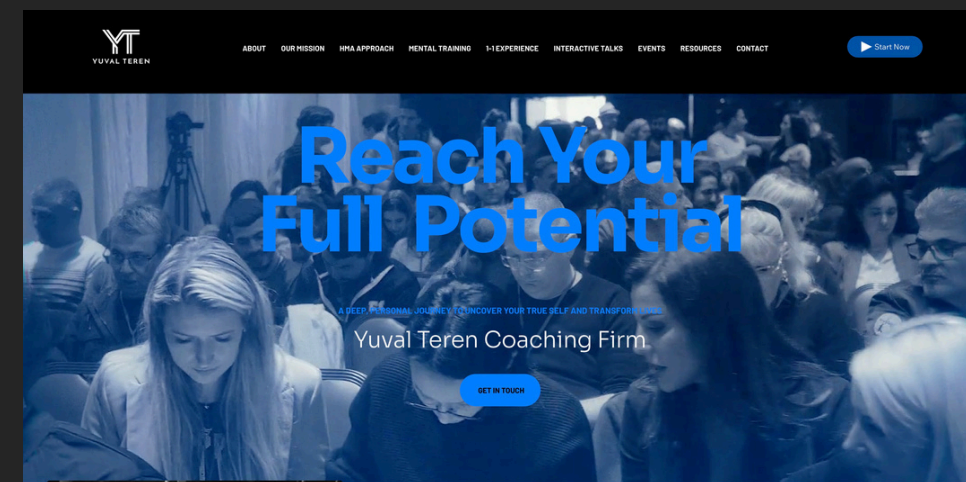 YT
YUVAL TEREN
ABOUT OUR MISSION HMA APPROACH MENTAL TRAINING 1-1 EXPERIENCE INTERACTIVE TALKS EVENTS RESOURCES CONTACT
Start Now
Reach Your
Full Potential
A DEEP, PERSONAL JOURNEY TO UNCOVER YOUR TRUE SELF AND TRANSFORM
Yuval Teren Coaching Firm
GET IN TOUCH